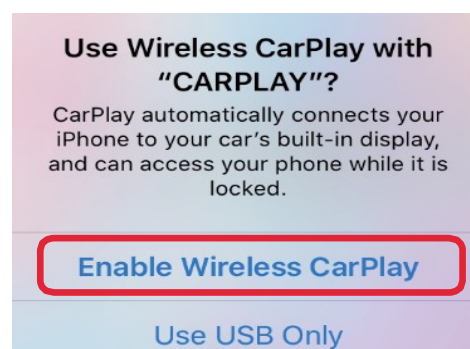 Use Wireless CarPlay with
“CARPLAY”?
CarPlay automatically connects your
iPhone to your car’s built-in display,
and can access your phone while it is
locked.
Enable Wireless CarPlay
Use USB Only